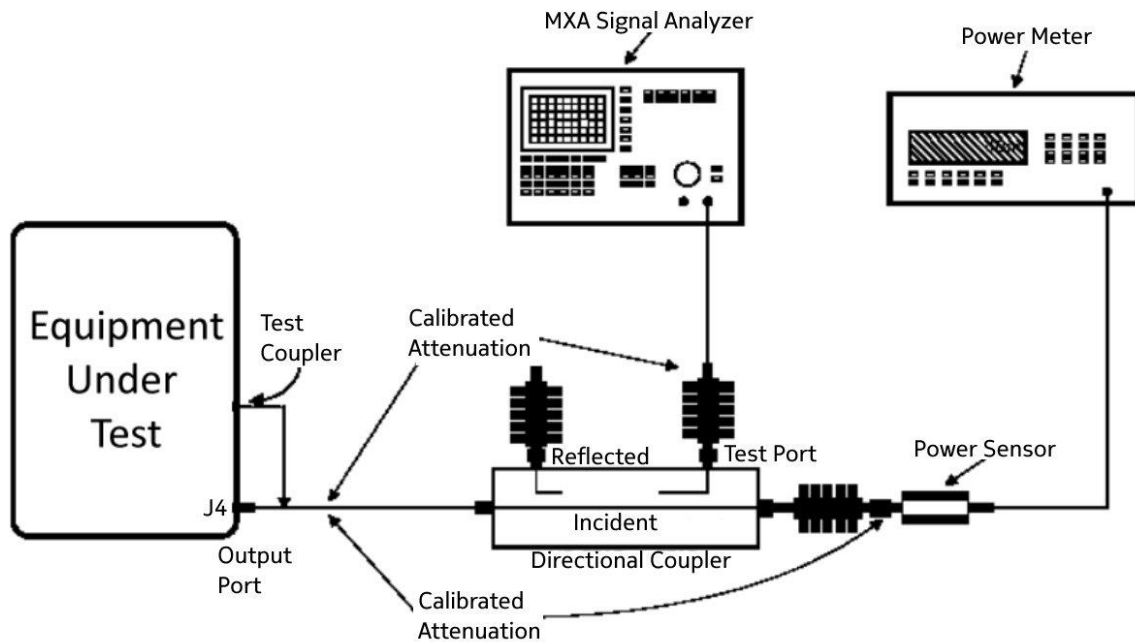 MXA Signal Analyzer
Power Meter
Equipment
Under
Test
Test
Coupler
Calibrated
Attenuation
Reflected
Test Port
Power Sensor
J4
Incident
Output
Port
Directional Coupler
Calibrated
Attenuation